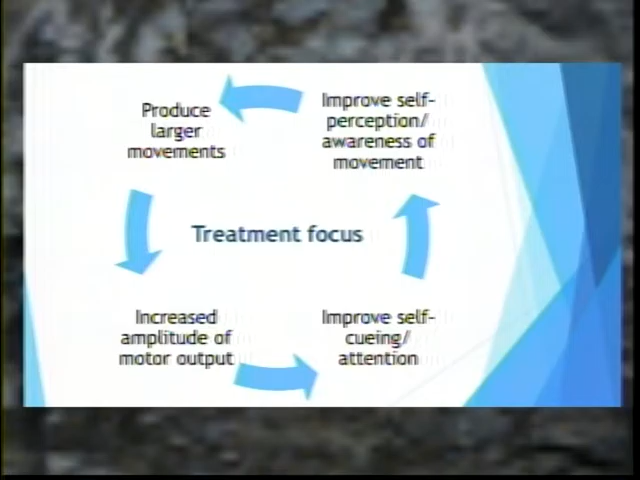 Produce
larger
movements
Improve self-
perception/
awareness of
movement
Treatment focus
Increased
amplitude of
motor output
Improve self-
cueing/
attention